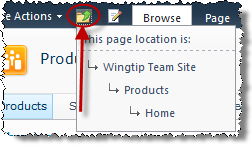 Actions
Browse
Page
This page location is:
Produ
Wingtip Team Site
Products
Home
products